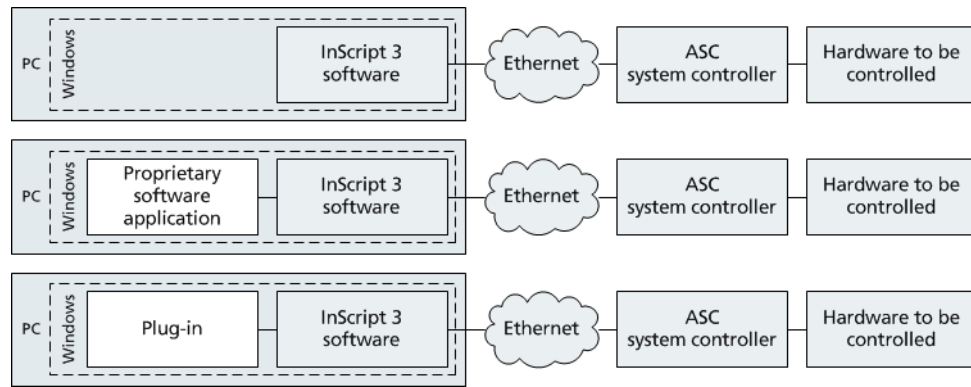 PC
Windows
InScript 3
software
Ethernet
ASC
system controller
Hardware to be
controlled
PC
Windows
Proprietary
software
application
InScript 3
software
Ethernet
ASC
system controller
Hardware to be
controlled
PC
Windows
Plug-in
InScript 3
software
Ethernet
ASC
system controller
Hardware to be
controlled